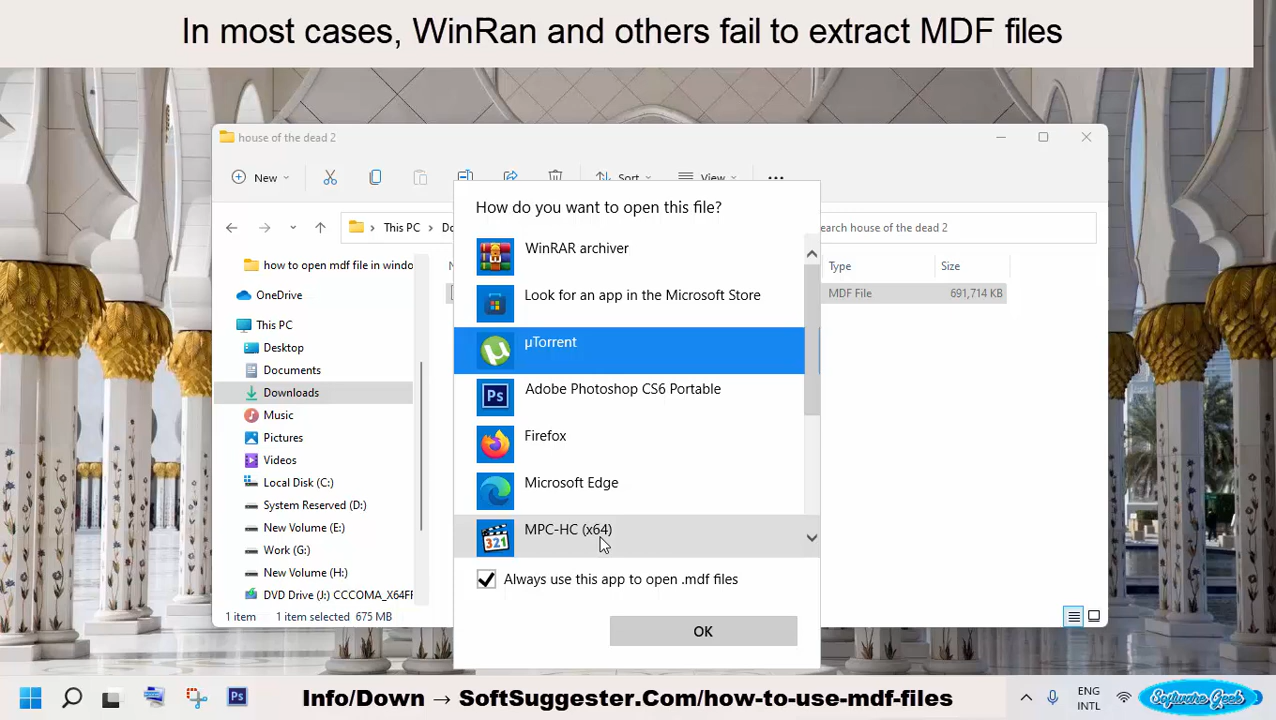 In most cases, WinRan and others fail to extract MDF files
house of the dead 2
New
Sort
View
This PC
earch house of the dead 2
how to open mdf file in windo
Type
Size
OneDrive
MDF File
691,714 KB
This PC
Desktop
Documents
Downloads
Music
Pictures
Videos
Local Disk (C:)
System Reserved (D:)
New Volume (E:)
Work (G:)
New Volume (H:)
DVD Drive (J:) CCCOMA_X64FF
1 item
1 item selected 675 MB
How do you want to open this file?
WinRAR archiver
Look for an app in the Microsoft Store
µTorrent
Adobe Photoshop CS6 Portable
Ps
Firefox
Microsoft Edge
MPC-HC (x64)
321
Always use this app to open .mdf files
OK
Ps
Info/Down → SoftSuggester.Com/how-to-use-mdf-files
ENG
INTL
Software Geek